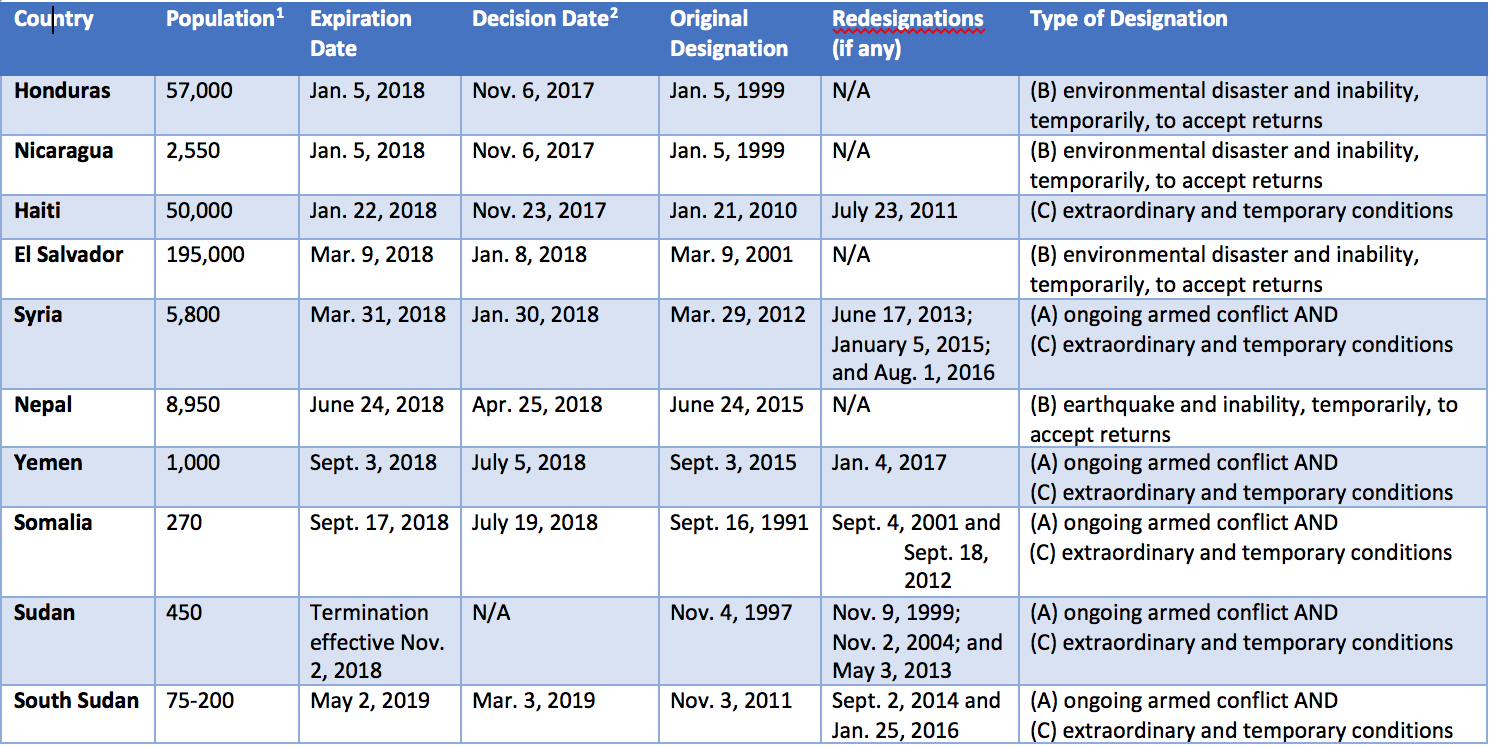 Country Population1 Expiration Date Decision Date2 Original Designation Redesignations (if any) Type of Designation
Honduras 57,000 Jan. 5, 2018 Nov. 6, 2017 Jan. 5, 1999 N/A (B) environmental disaster and inability, temporarily, to accept returns
Nicaragua 2,550 Jan. 5, 2018 Nov. 6, 2017 Jan. 5, 1999 N/A (B) environmental disaster and inability, temporarily, to accept returns
Haiti 50,000 Jan. 22, 2018 Nov. 23, 2017 Jan. 21, 2010 July 23, 2011 (C) extraordinary and temporary conditions
El Salvador 195,000 Mar. 9, 2018 Jan. 8, 2018 Mar. 9, 2001 N/A (B) environmental disaster and inability, temporarily, to accept returns
Syria 5,800 Mar. 31, 2018 Jan. 30, 2018 Mar. 29, 2012 June 17, 2013; January 5, 2015; and Aug. 1, 2016 (A) ongoing armed conflict AND (C) extraordinary and temporary conditions
Nepal 8,950 June 24, 2018 Apr. 25, 2018 June 24, 2015 N/A (B) earthquake and inability, temporarily, to accept returns
Yemen 1,000 Sept. 3, 2018 July 5, 2018 Sept. 3, 2015 Jan. 4, 2017 (A) ongoing armed conflict AND (C) extraordinary and temporary conditions
Somalia 270 Sept. 17, 2018 July 19, 2018 Sept. 16, 1991 Sept. 4, 2001 and Sept. 18, 2012 (A) ongoing armed conflict AND (C) extraordinary and temporary conditions
Sudan 450 Termination effective Nov. 2, 2018 N/A Nov. 4, 1997 Nov. 9, 1999; Nov. 2, 2004; and May 3, 2013 (A) ongoing armed conflict AND (C) extraordinary and temporary conditions
South Sudan 75-200 May 2, 2019 Mar. 3, 2019 Nov. 3, 2011 Sept. 2, 2014 and Jan. 25, 2016 (A) ongoing armed conflict AND (C) extraordinary and temporary conditions